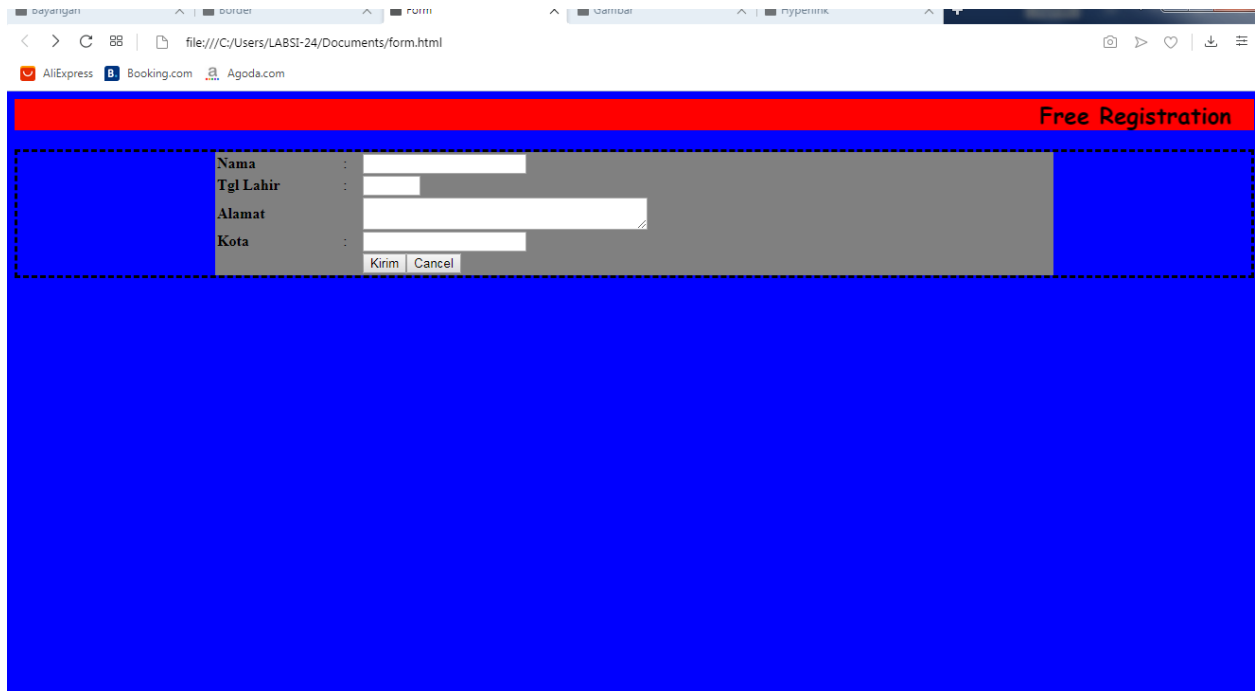 Bayangan Border Form Gambar Hyperlink
file:///C:/Users/LABSI-24/Documents/form.html
AliExpress B. Booking.com a Agoda.com
Free Registration
Nama :
Tgl Lahir :
Alamat
Kota :
Kirim Cancel